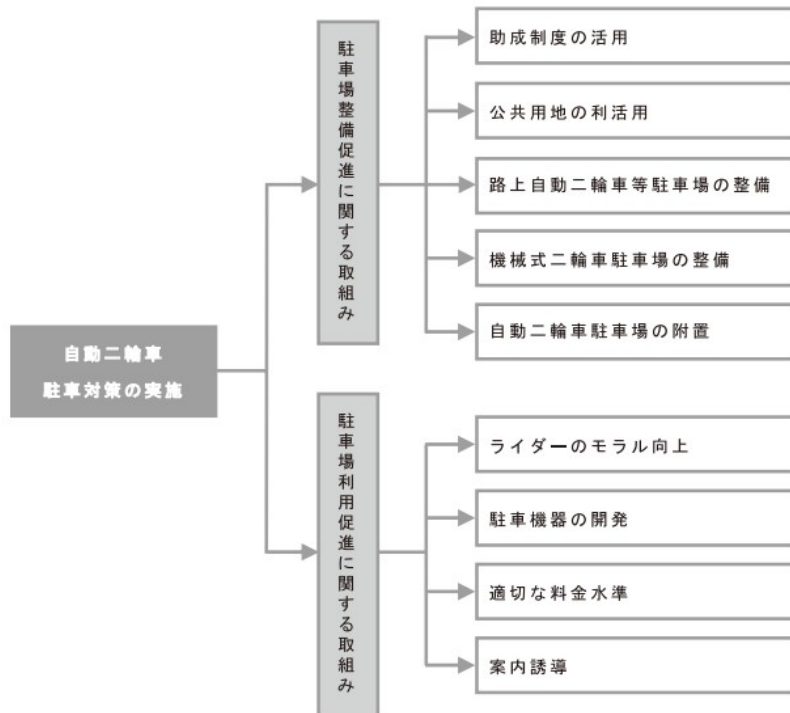 自動二輪車
駐車対策の実施
駐車場整備促進に関する取組み
助成制度の活用
公共用地の利活用
路上自動二輪車等駐車場の整備
機械式二輪車駐車場の整備
自動二輪車駐車場の附置
駐車場利用促進に関する取組み
ライダーのモラル向上
駐車機器の開発
適切な料金水準
案内誘導